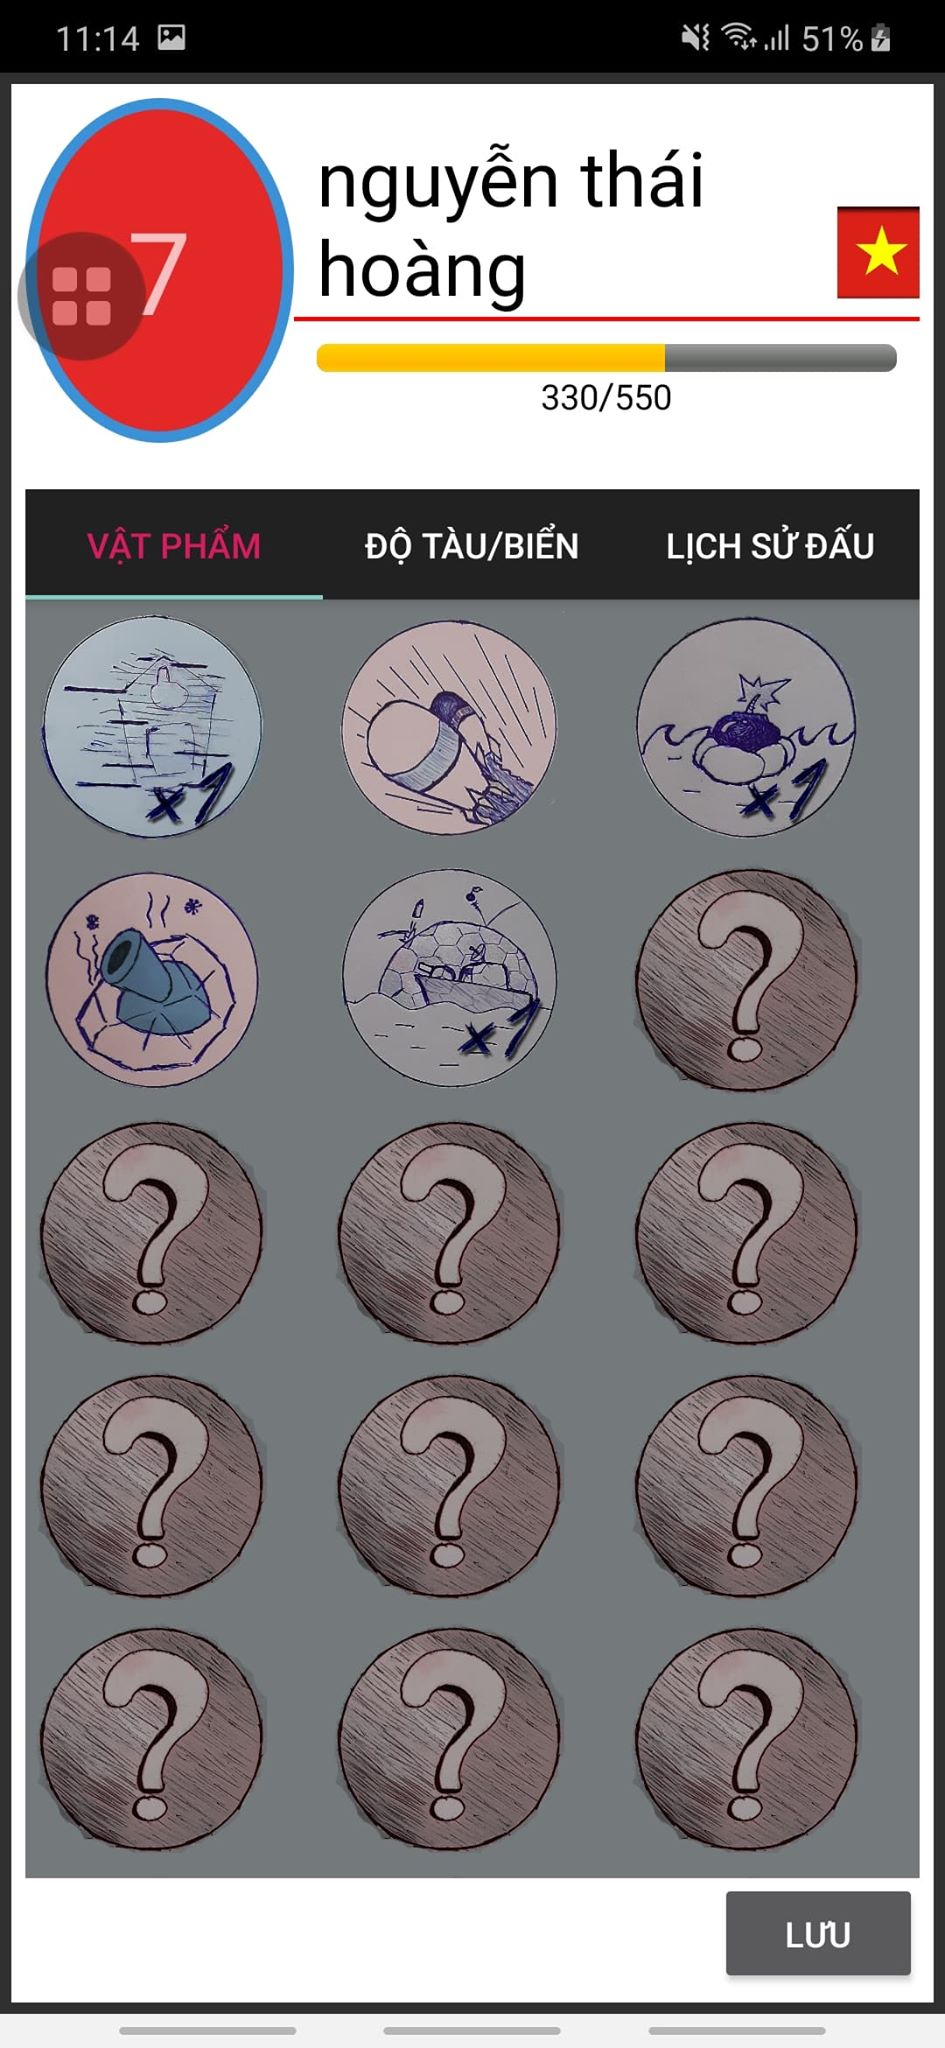 11:14
51%
7
nguyễn thái
hoàng
330/550
VẬT PHẨM
ĐỘ TÀU/BIỂN
LỊCH SỬ ĐẤU
x1
x1
x1
?
?
?
?
?
?
?
?
?
?
LƯU